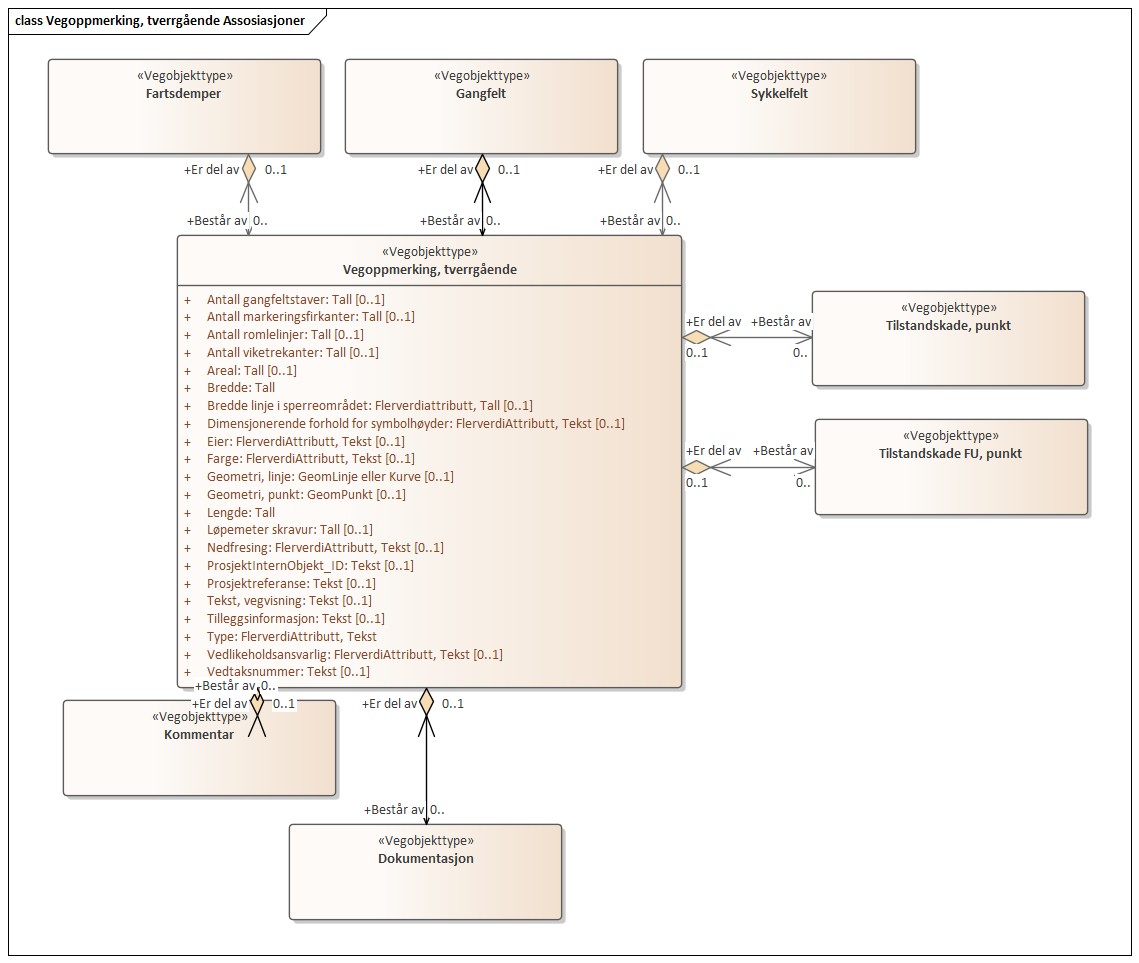 class Vegoppmerking, tverrgående Assosiasjoner
«Vegobjekttype»
Fartsdemper
«Vegobjekttype»
Gangfelt
«Vegobjekttype»
Sykkelfelt
+Er del av 0..1
+Er del av 0..1
+Er del av 0..1
+Består av 0..
+Består av 0..
+Består av 0..
«Vegobjekttype»
Vegoppmerking, tverrgående
+ Antall gangfeltstaver: Tall [0..1]
+ Antall markeringsfirkanter: Tall [0..1]
+ Antall romlelinjer: Tall [0..1]
+ Antall viketrekanter: Tall [0..1]
+ Areal: Tall [0..1]
+ Bredde: Tall
+ Bredde linje i sperreområdet: Flerverdiattributt, Tall [0..1]
+ Dimensjonerende forhold for symbolhøyder: FlerverdiAttributt, Tekst [0..1]
+ Eier: FlerverdiAttributt, Tekst [0..1]
+ Farge: FlerverdiAttributt, Tekst [0..1]
+ Geometri, linje: GeomLinje eller Kurve [0..1]
+ Geometri, punkt: GeomPunkt [0..1]
+ Lengde: Tall
+ Løpemeter skravur: Tall [0..1]
+ Nedfresing: FlerverdiAttributt, Tekst [0..1]
+ ProsjektInternObjekt_ID: Tekst [0..1]
+ Prosjektreferanse: Tekst [0..1]
+ Tekst, vegvisning: Tekst [0..1]
+ Tilleggsinformasjon: Tekst [0..1]
+ Type: FlerverdiAttributt, Tekst
+ Vedlikeholdsansvarlig: FlerverdiAttributt, Tekst [0..1]
+ Vedtaksnummer: Tekst [0..1]
+Er del av +Består av
0..1 0..
«Vegobjekttype»
Tilstandskade, punkt
+Er del av +Består av
0..1 0..
«Vegobjekttype»
Tilstandskade FU, punkt
+Består av 0..
+Er del av 0..1
«Vegobjekttype»
Kommentar
+Er del av 0..1
+Består av 0..
«Vegobjekttype»
Dokumentasjon